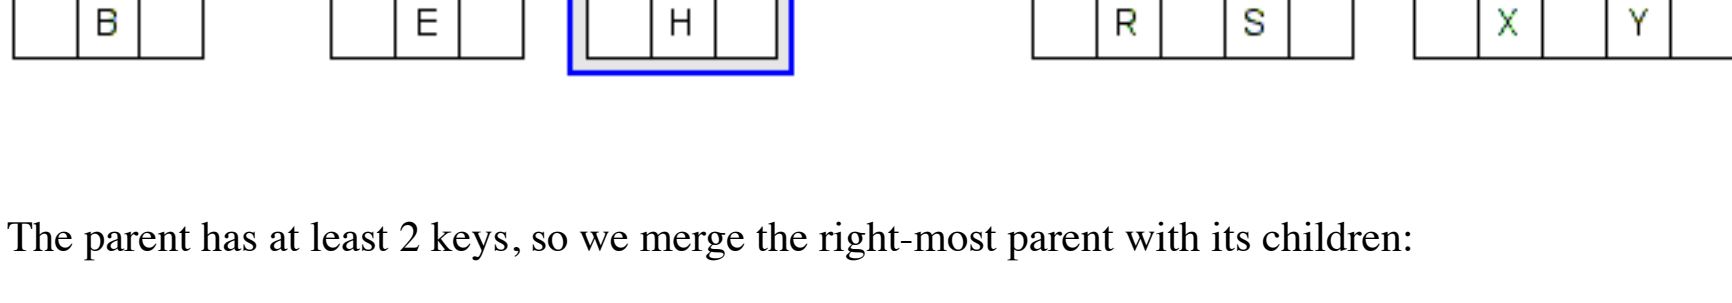 B E H R S X Y
The parent has at least 2 keys, so we merge the right-most parent with its children: